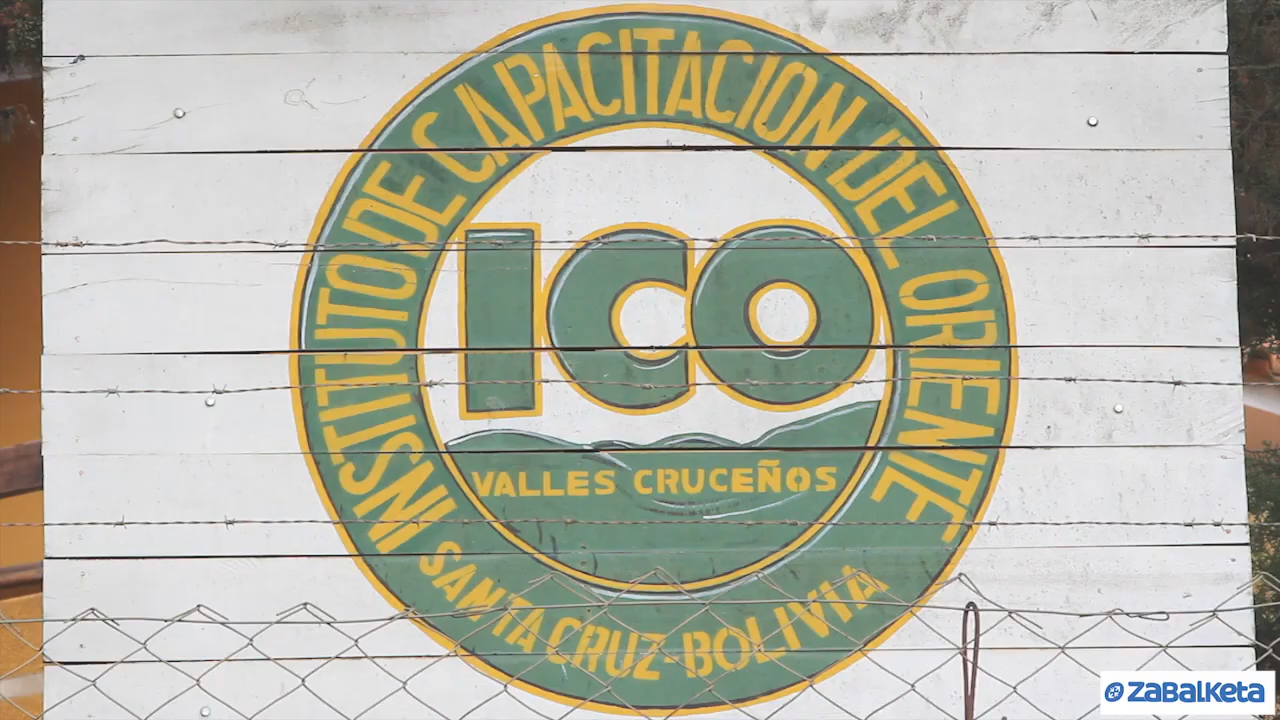 INSTITUTO DE CAPACITACION DEL ORIENTE
ICO
VALLES CRUCEÑOS
SANTA CRUZ-BOLIVIA
ZaBalKeta